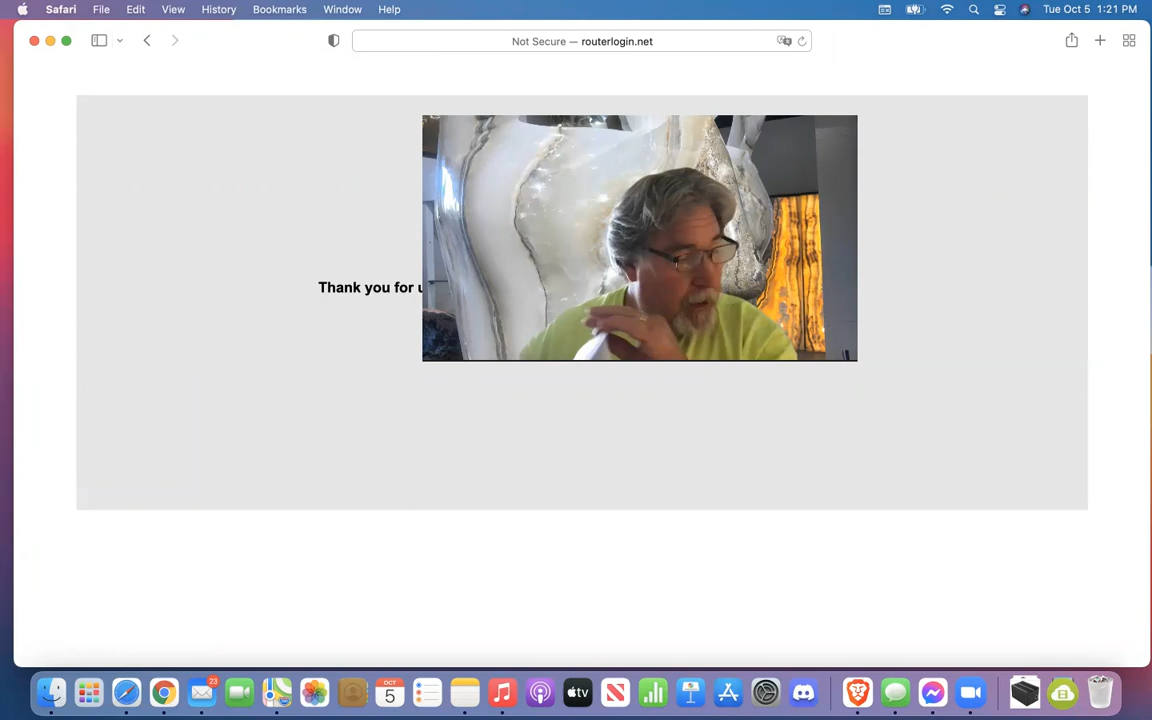 Safari File Edit View History Bookmarks Window Help Tue Oct 5 1:21 PM
Not Secure — routerlogin.net
Thank you for
23
OCT
5
tv